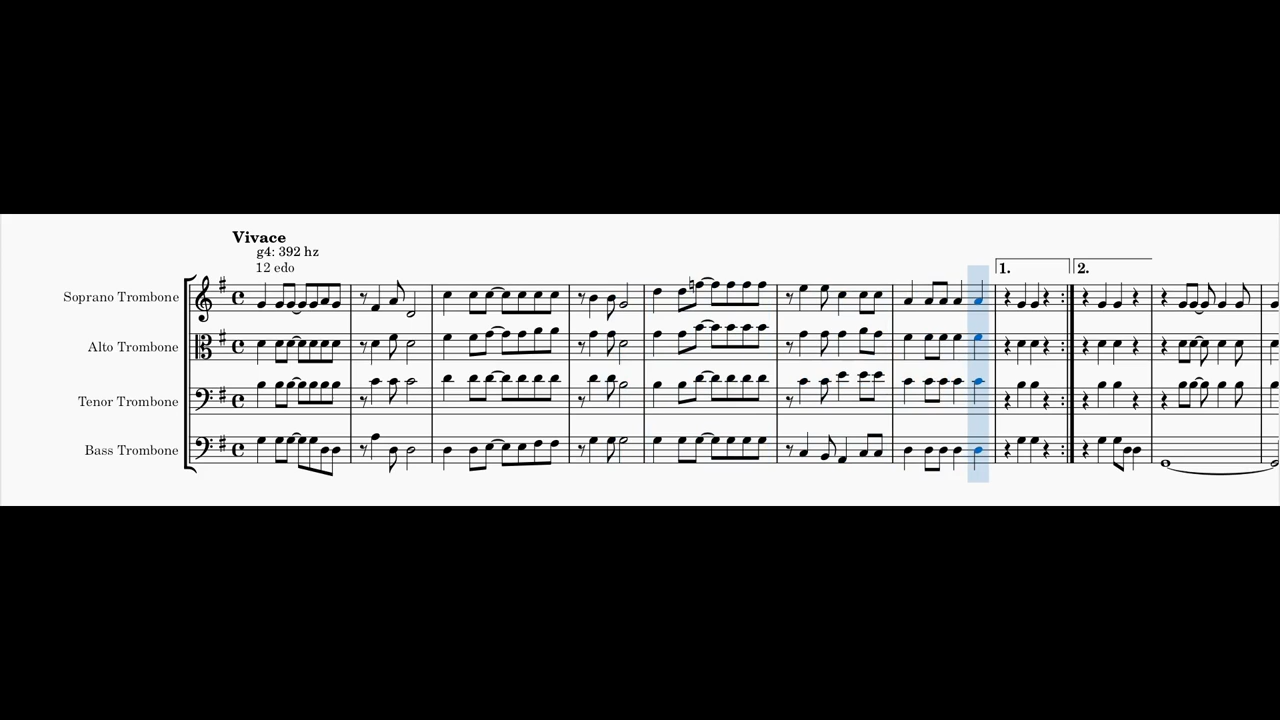 Vivace
g4: 392 hz
12 edo
1.
2.
Soprano Trombone
Alto Trombone
Tenor Trombone
Bass Trombone